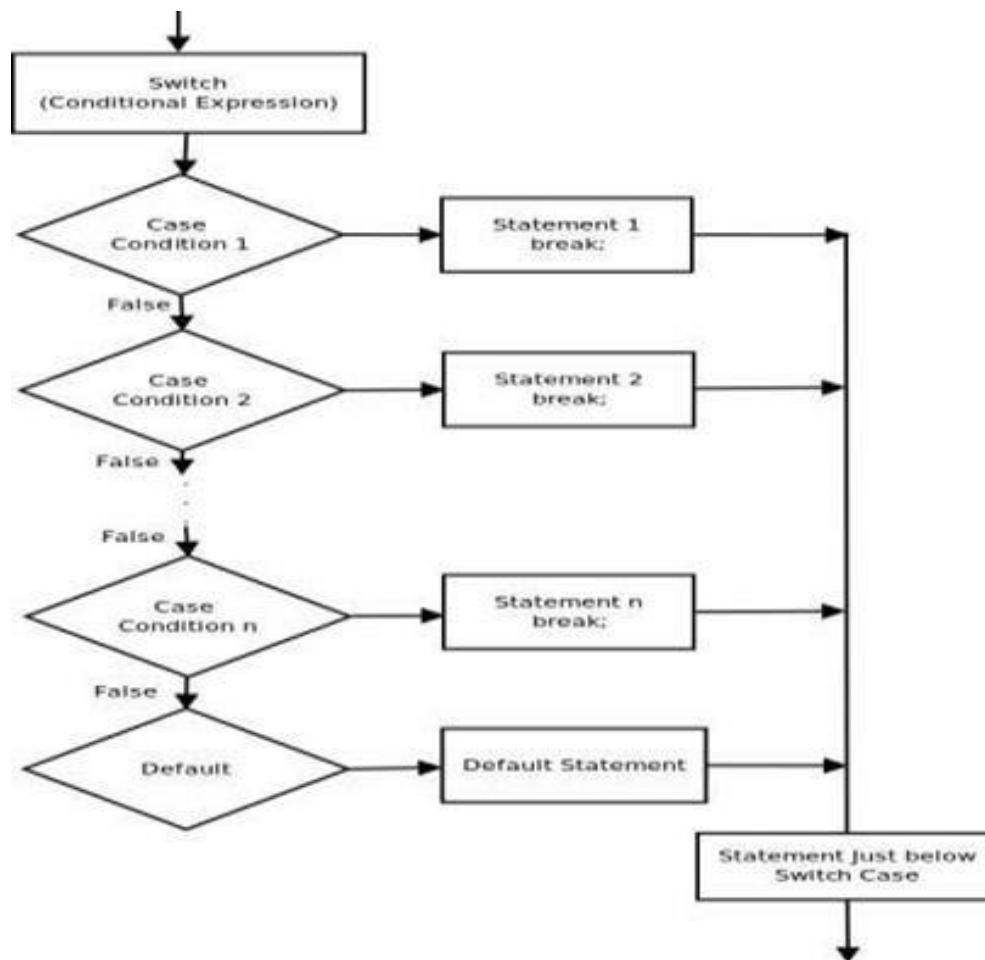 Switch
(Conditional Expression)
Case
Condition 1
Statement 1
break;
False
Case
Condition 2
Statement 2
break;
False
False
Case
Condition n
Statement n
break;
False
Default
Default Statement
Statement Just below
Switch Case